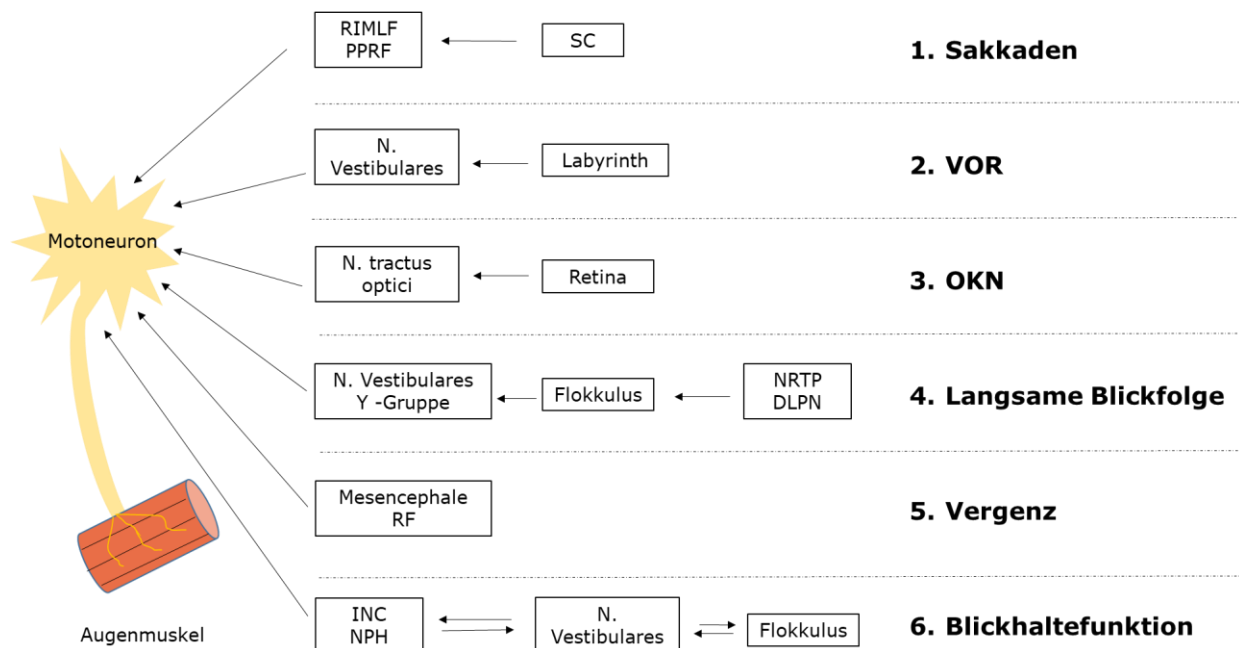 RIMLF
PPRF
SC
1. Sakkaden
N.
Vestibulares
Labyrinth
2. VOR
Motoneuron
N. tractus
optici
Retina
3. OKN
N. Vestibulares
Y -Gruppe
Flokkulus
NRTP
DLPN
4. Langsame Blickfolge
Mesencephale
RF
5. Vergenz
Augenmuskel
INC
NPH
N.
Vestibulares
Flokkulus
6. Blickhaltefunktion